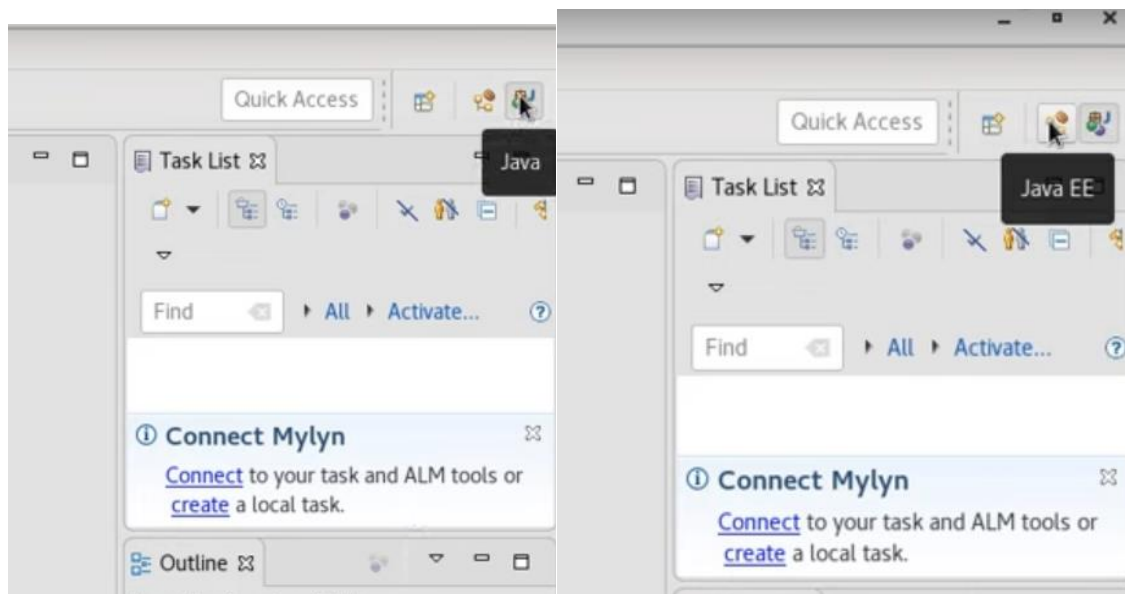 Quick Access
Java
Task List
Find
All
Activate...
Connect Mylyn
Connect to your task and ALM tools or
create a local task.
Outline
Quick Access
Java EE
Task List
Find
All
Activate...
Connect Mylyn
Connect to your task and ALM tools or
create a local task.